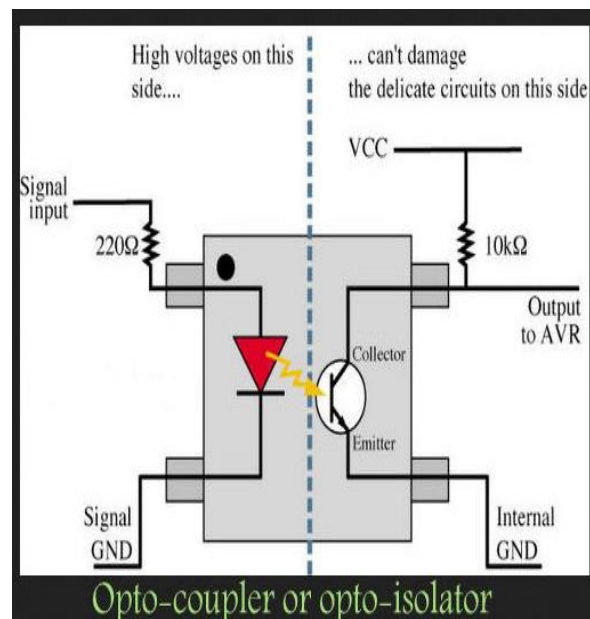 High voltages on this
side....
... can't damage
the delicate circuits on this side
VCC
Signal
input
220Ω
10kΩ
Output
to AVR
Collector
Emitter
Signal
GND
Internal
GND
Opto-coupler or opto-isolator